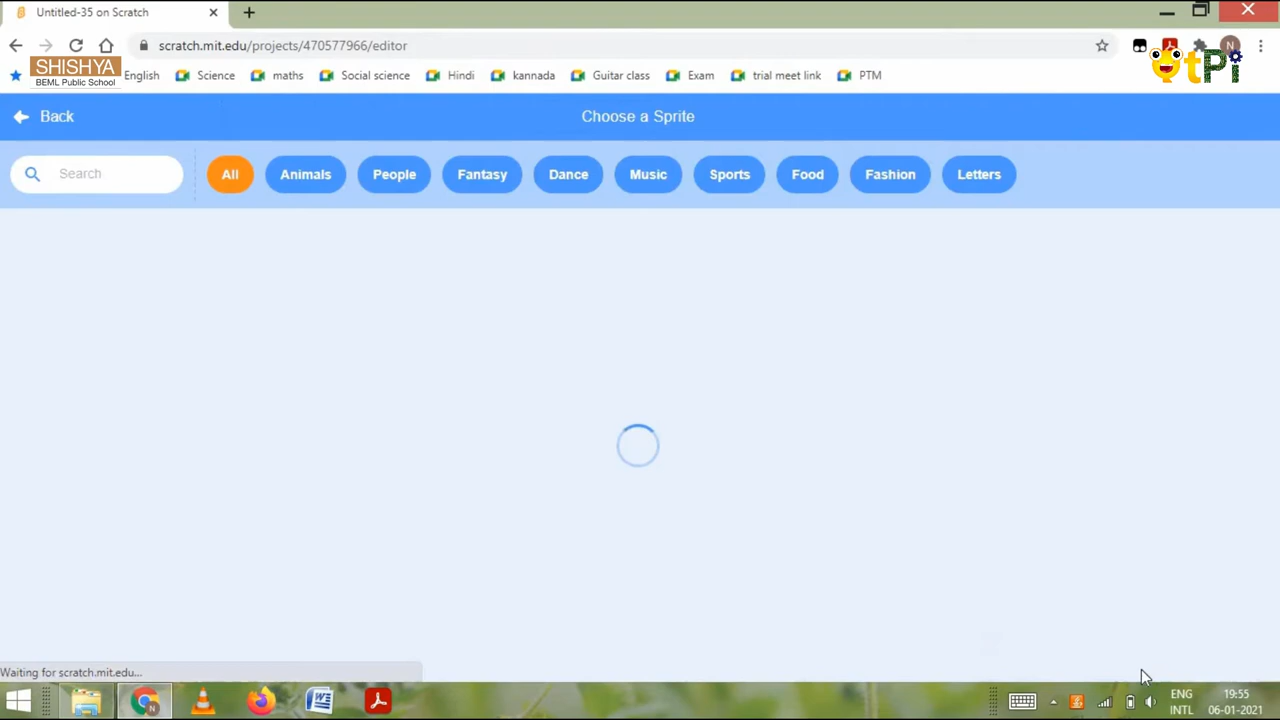 Untitled-35 on Scratch
scratch.mit.edu/projects/470577966/editor
N
SHISHYA
BEML Public School
English Science maths Social science Hindi kannada Guitar class Exam trial meet link PTM
tPi
Back
Choose a Sprite
Search
All Animals People Fantasy Dance Music Sports Food Fashion Letters
Waiting for scratch.mit.edu...
ENG 19:55
INTL 06-01-2021